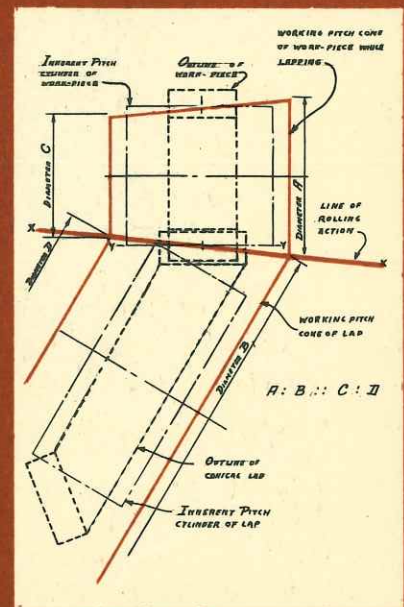 WORKING PITCH CONE
OF WORK-PIECE WHILE
LAPPING
INHERENT PITCH
CYLINDER OF
WORK-PIECE
OUTLINE OF
WORK-PIECE
DIAMETER C
DIAMETER A
LINE OF
ROLLING
ACTION
X
Y
Y
X
DIAMETER D
WORKING PITCH
CONE OF LAP
DIAMETER B
A : B :: C : D
OUTLINE OF
CONICAL LAP
INHERENT PITCH
CYLINDER OF LAP